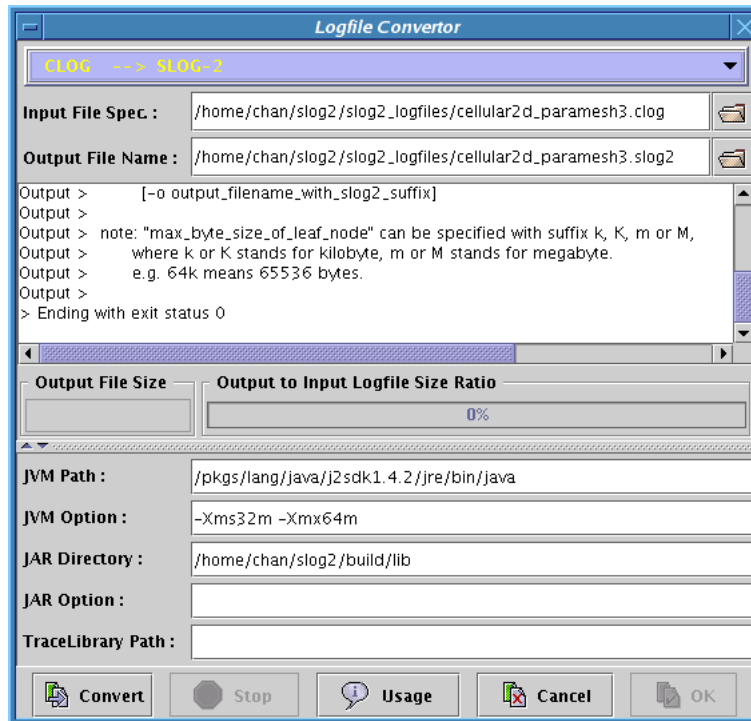 Logfile Convertor
CLOG --> SLOG-2
Input File Spec. : /home/chan/slog2/slog2_logfiles/cellular2d_paramesh3.clog
Output File Name : /home/chan/slog2/slog2_logfiles/cellular2d_paramesh3.slog2
Output > [-o output_filename_with_slog2_suffix]
Output >
Output > note: "max_byte_size_of_leaf_node" can be specified with suffix k, K, m or M,
Output > where k or K stands for kilobyte, m or M stands for megabyte.
Output > e.g. 64k means 65536 bytes.
Output >
> Ending with exit status 0
Output File Size Output to Input Logfile Size Ratio
0%
JVM Path : /pkgs/lang/java/j2sdk1.4.2/jre/bin/java
JVM Option : -Xms32m -Xmx64m
JAR Directory : /home/chan/slog2/build/lib
JAR Option :
TraceLibrary Path :
Convert Stop Usage Cancel OK